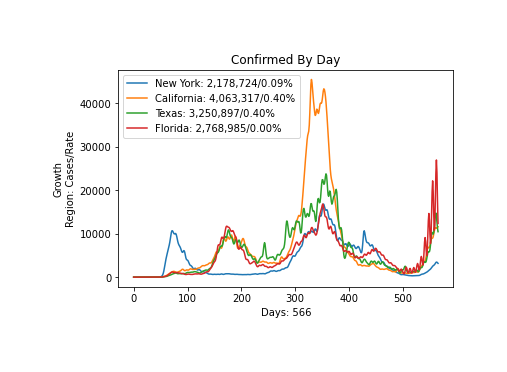 Confirmed By Day
New York: 2,178,724/0.09%
California: 4,063,317/0.40%
Texas: 3,250,897/0.40%
Florida: 2,768,985/0.00%
Growth
Region: Cases/Rate
40000
30000
20000
10000
0
0 100 200 300 400 500
Days: 566